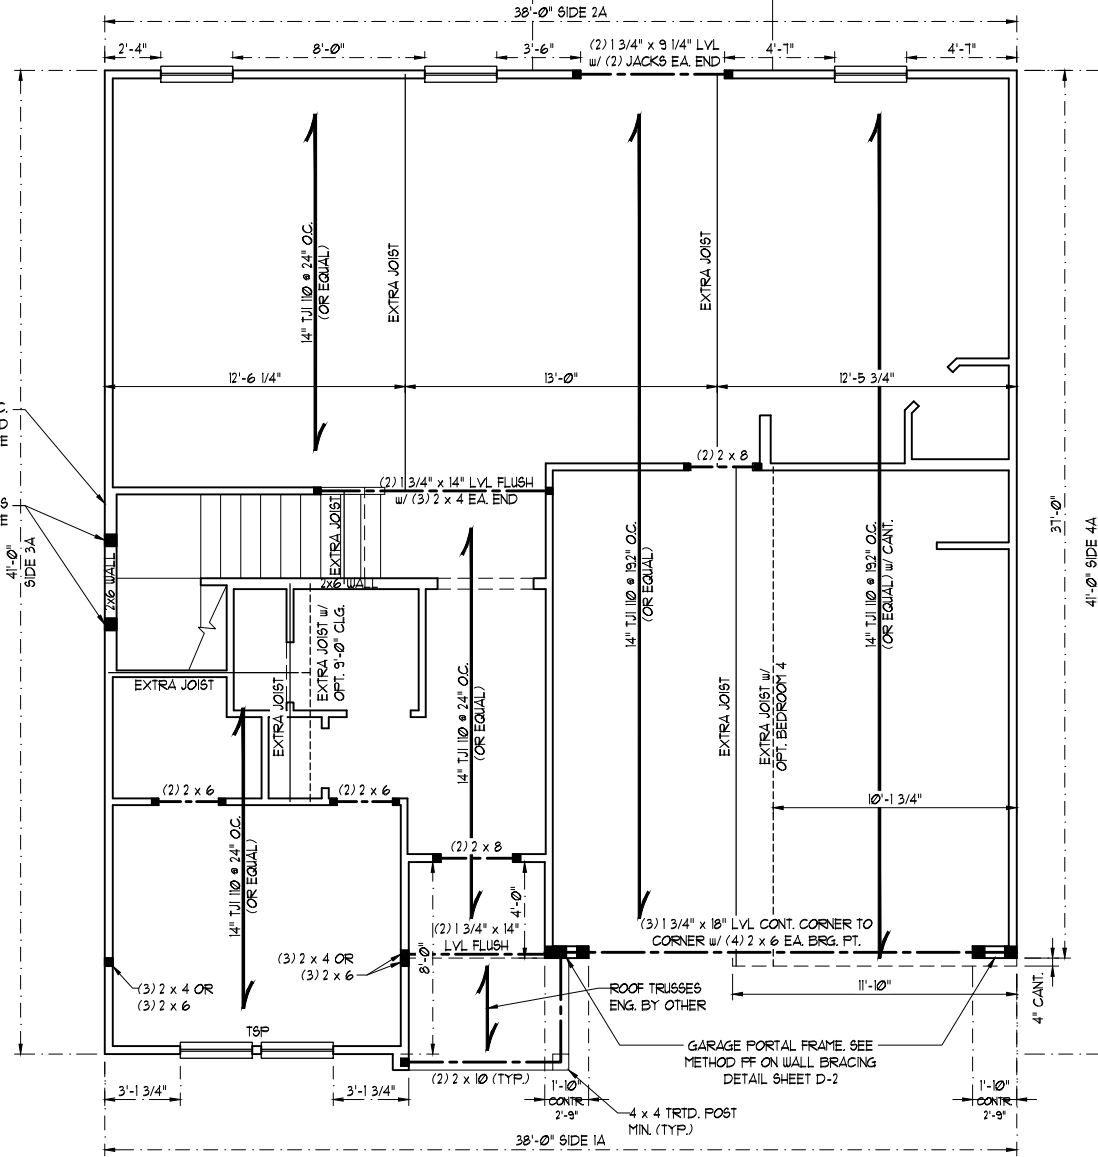 38'-0" SIDE 2A
2'-4"
8'-0"
3'-6"
(2) 1 3/4" x 9 1/4" LVL
w/ (2) JACKS EA. END
4'-7"
4'-7"
14" TJI 110 @ 24" O.C.
(OR EQUAL)
EXTRA JOIST
EXTRA JOIST
12'-6 1/4"
13'-0"
12'-5 3/4"
41'-0"
SIDE 3A
37'-0"
41'-0" SIDE 4A
(2) 2 x 8
(2) 1 3/4" x 14" LVL FLUSH
w/ (3) 2 x 4 EA. END
EXTRA JOIST
2x6 WALL
2x6 WALL
14" TJI 110 @ 19.2" O.C.
(OR EQUAL)
14" TJI 110 @ 19.2" O.C.
(OR EQUAL) w/ CANT.
EXTRA JOIST w/
OPT. 9'-0" CLG.
EXTRA JOIST
EXTRA JOIST
14" TJI 110 @ 24" O.C.
(OR EQUAL)
EXTRA JOIST
EXTRA JOIST w/
OPT. BEDROOM 4
(2) 2 x 6
(2) 2 x 6
10'-1 3/4"
14" TJI 110 @ 24" O.C.
(OR EQUAL)
(2) 2 x 8
4'-0"
8'-0"
(2) 1 3/4" x 14"
LVL FLUSH
(3) 1 3/4" x 18" LVL CONT. CORNER TO
CORNER w/ (4) 2 x 6 EA. BRG. PT.
(3) 2 x 4 OR
(3) 2 x 6
(3) 2 x 4 OR
(3) 2 x 6
ROOF TRUSSES
ENG. BY OTHER
11'-10"
4" CANT.
TSP
GARAGE PORTAL FRAME. SEE
METHOD PF ON WALL BRACING
DETAIL SHEET D-2
(2) 2 x 10 (TYP.)
3'-1 3/4"
3'-1 3/4"
1'-10"
CONTR.
2'-9"
1'-10"
CONTR.
2'-9"
4 x 4 TRTD. POST
MIN. (TYP.)
38'-0" SIDE 1A